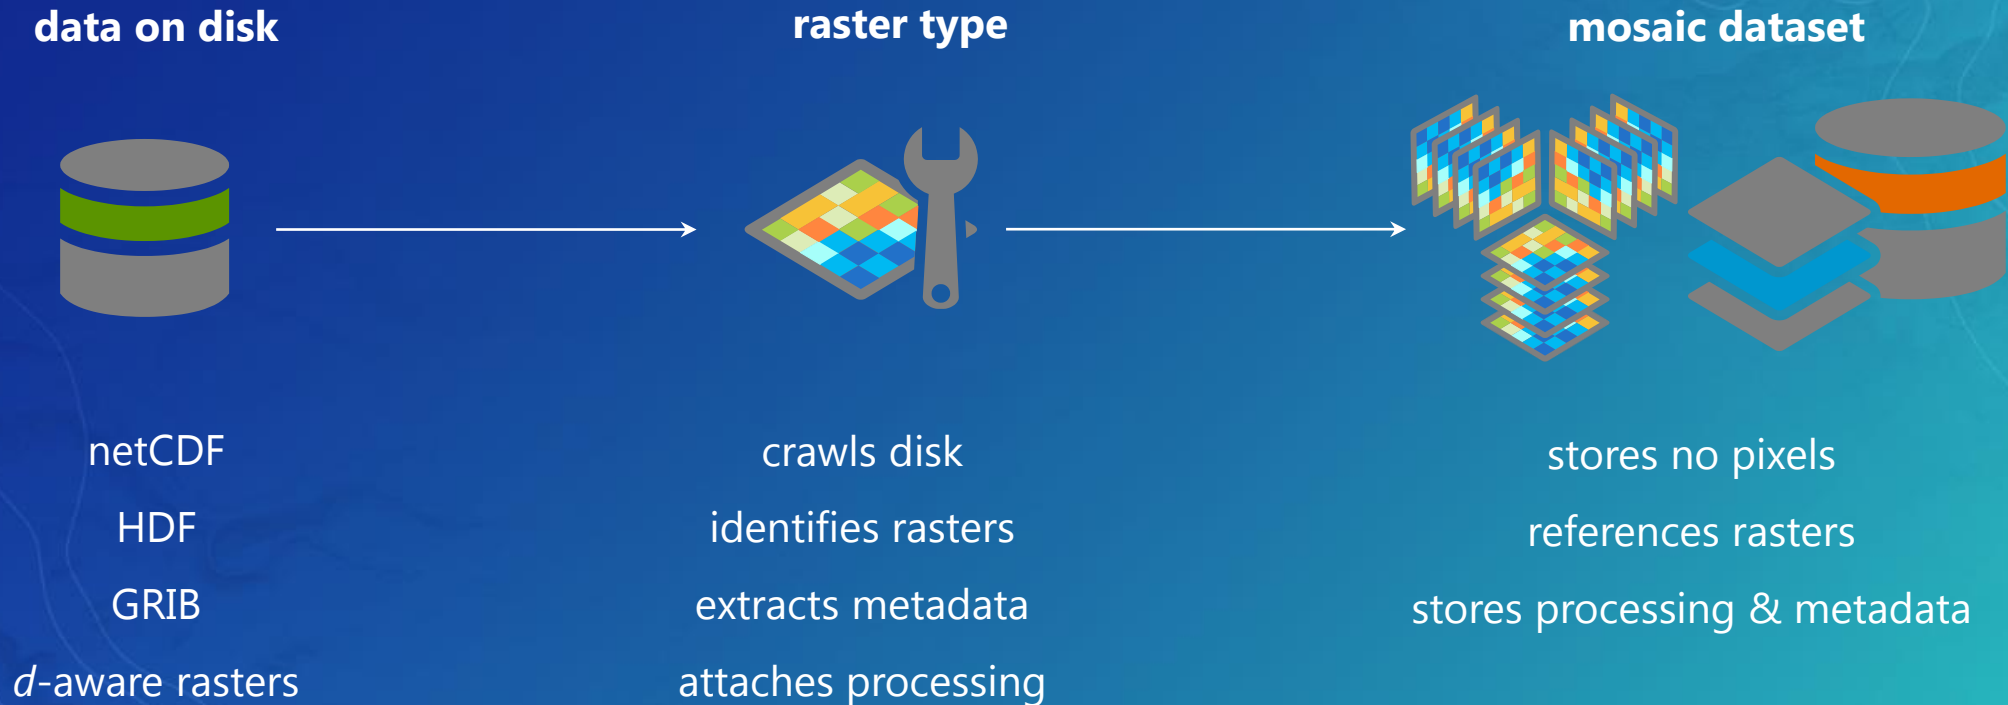 data on disk
raster type
mosaic dataset
netCDF
HDF
GRIB
d-aware rasters
crawls disk
identifies rasters
extracts metadata
attaches processing
stores no pixels
references rasters
stores processing & metadata